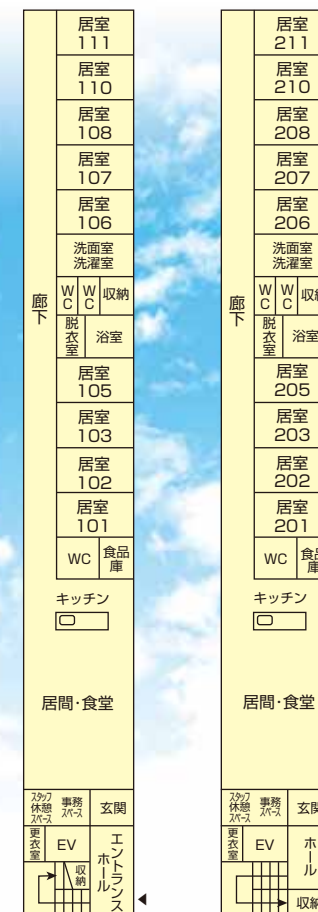 居室
111
居室
110
居室
108
居室
107
居室
106
洗面室
洗濯室
WC
WC
収納
脱衣室
浴室
廊下
居室
105
居室
103
居室
102
居室
101
WC
食品庫
キッチン
居間・食堂
スタッフ
休憩
スペース
事務
スペース
玄関
更衣室
EV
収納
エントランス
ホール
居室
211
居室
210
居室
208
居室
207
居室
206
洗面室
洗濯室
WC
WC
収納
脱衣室
浴室
廊下
居室
205
居室
203
居室
202
居室
201
WC
食品庫
キッチン
居間・食堂
スタッフ
休憩
スペース
事務
スペース
玄関
更衣室
EV
ホール
収納